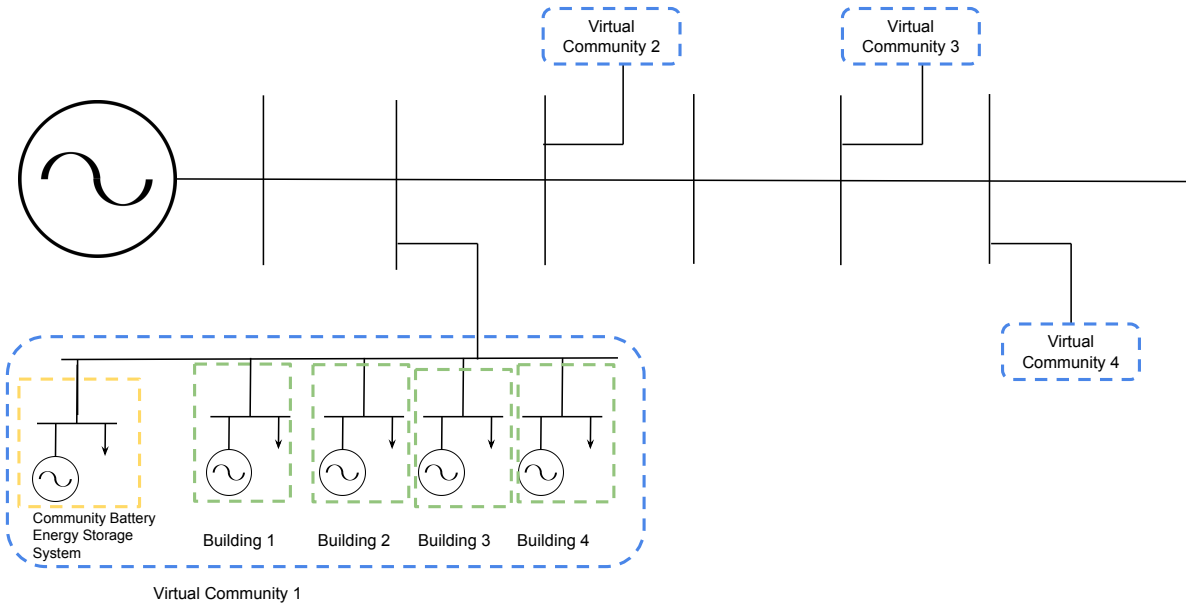 Virtual
Community 2
Virtual
Community 3
Virtual
Community 4
Community Battery
Energy Storage
System
Building 1
Building 2
Building 3
Building 4
Virtual Community 1